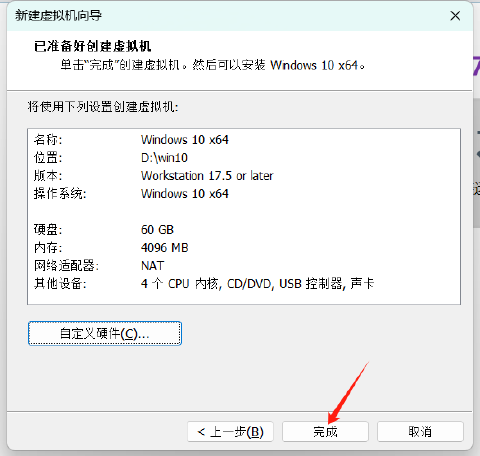 新建虚拟机向导
已准备好创建虚拟机
单击“完成”创建虚拟机。然后可以安装 Windows 10 x64。
将使用下列设置创建虚拟机:
名称: Windows 10 x64
位置: D:\win10
版本: Workstation 17.5 or later
操作系统: Windows 10 x64
硬盘: 60 GB
内存: 4096 MB
网络适配器: NAT
其他设备: 4 个 CPU 内核, CD/DVD, USB 控制器, 声卡
自定义硬件(C)...
< 上一步(B) 完成 取消